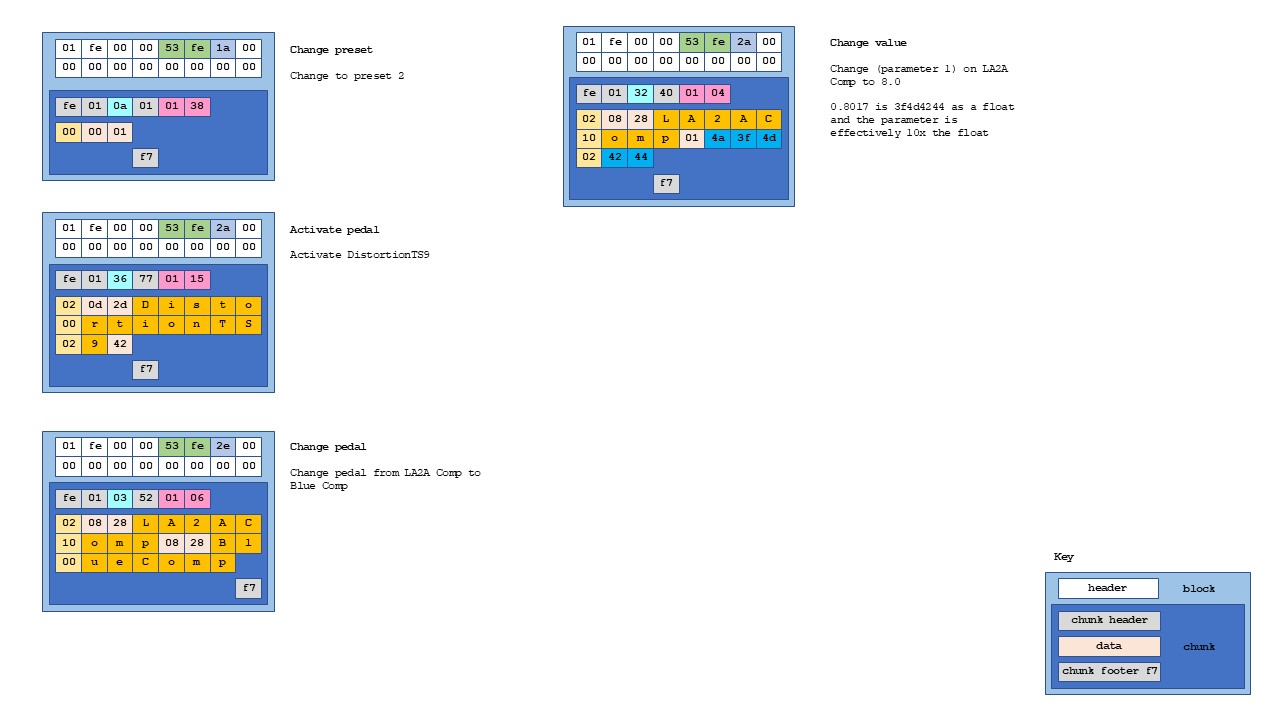 01 fe 00 00 53 fe 1a 00
00 00 00 00 00 00 00 00
fe 01 0a 01 01 38
00 00 01
f7
Change preset
Change to preset 2
01 fe 00 00 53 fe 2a 00
00 00 00 00 00 00 00 00
fe 01 36 77 01 15
02 0d 2d D i s t o
00 r t i o n T S
02 9 42
f7
Activate pedal
Activate DistortionTS9
01 fe 00 00 53 fe 2e 00
00 00 00 00 00 00 00 00
fe 01 03 52 01 06
02 08 28 L A 2 A C
10 o m p 08 28 B l
00 u e C o m p
f7
Change pedal
Change pedal from LA2A Comp to
Blue Comp
01 fe 00 00 53 fe 2a 00
00 00 00 00 00 00 00 00
fe 01 32 40 01 04
02 08 28 L A 2 A C
10 o m p 01 4a 3f 4d
02 42 44
f7
Change value
Change (parameter 1) on LA2A
Comp to 8.0
0.8017 is 3f4d4244 as a float
and the parameter is
effectively 10x the float
Key
header block
chunk header
data chunk
chunk footer f7